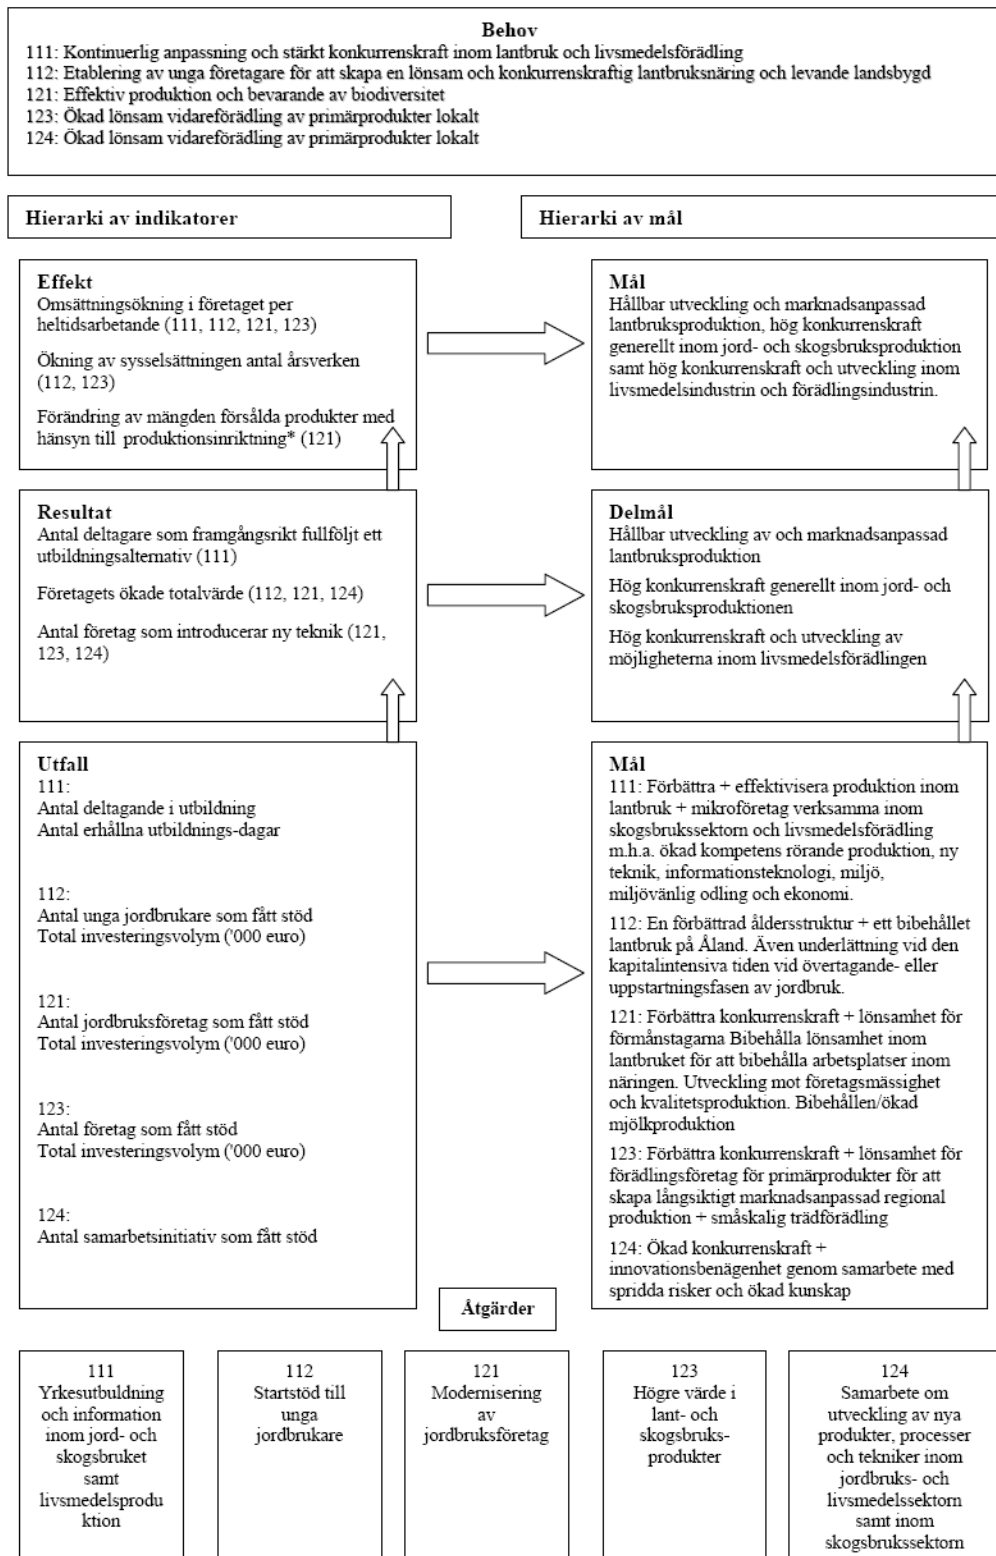 Behov
111: Kontinuerlig anpassning och stärkt konkurrenskraft inom lantbruk och livsmedelsförädling
112: Etablering av unga företagare för att skapa en lönsam och konkurrenskraftig lantbruksnäring och levande landsbygd
121: Effektiv produktion och bevarande av biodiversitet
123: Ökad lönsam vidareförädling av primärprodukter lokalt
124: Ökad lönsam vidareförädling av primärprodukter lokalt
Hierarki av indikatorer
Hierarki av mål
Effekt
Omsättningsökning i företaget per
heltidsarbetande (111, 112, 121, 123)
Ökning av sysselsättningen antal årsverken
(112, 123)
Förändring av mängden försålda produkter med
hänsyn till produktionsinriktning* (121)
Mål
Hållbar utveckling och marknadsanpassad
lantbruksproduktion, hög konkurrenskraft
generellt inom jord- och skogsbruksproduktion
samt hög konkurrenskraft och utveckling inom
livsmedelsindustrin och förädlingsindustrin.
Resultat
Antal deltagare som framgångsrikt fullföljt ett
utbildningsalternativ (111)
Företagets ökade totalvärde (112, 121, 124)
Antal företag som introducerar ny teknik (121,
123, 124)
Delmål
Hållbar utveckling av och marknadsanpassad
lantbruksproduktion
Hög konkurrenskraft generellt inom jord- och
skogsbruksproduktionen
Hög konkurrenskraft och utveckling av
möjligheterna inom livsmedelsförädlingen
Utfall
111:
Antal deltagande i utbildning
Antal erhållna utbildnings-dagar
112:
Antal unga jordbrukare som fått stöd
Total investeringsvolym ('000 euro)
121:
Antal jordbruksföretag som fått stöd
Total investeringsvolym ('000 euro)
123:
Antal företag som fått stöd
Total investeringsvolym ('000 euro)
124:
Antal samarbetsinitiativ som fått stöd
Mål
111: Förbättra + effektivisera produktion inom
lantbruk + mikroföretag verksamma inom
skogsbrukssektorn och livsmedelsförädling
m.h.a. ökad kompetens rörande produktion, ny
teknik, informationsteknologi, miljö,
miljövänlig odling och ekonomi.
112: En förbättrad åldersstruktur + ett bibehållet
lantbruk på Åland. Även underlättning vid den
kapitalintensiva tiden vid övertagande- eller
uppstartningsfasen av jordbruk.
121: Förbättra konkurrenskraft + lönsamhet för
förmånstagarna Bibehålla lönsamhet inom
lantbruket för att bibehålla arbetsplatser inom
näringen. Utveckling mot företagsmässighet
och kvalitetsproduktion. Bibehållen/ökad
mjölkproduktion
123: Förbättra konkurrenskraft + lönsamhet för
förädlingsföretag för primärprodukter för att
skapa långsiktigt marknadsanpassad regional
produktion + småskalig trädförädling
124: Ökad konkurrenskraft +
innovationsbenägenhet genom samarbete med
spridda risker och ökad kunskap
Åtgärder
111
Yrkesutbuldning
och information
inom jord- och
skogsbruket
samt
livsmedelsprodu
ktion
112
Startstöd till
unga
jordbrukare
121
Modernisering
av
jordbruksföretag
123
Högre värde i
lant- och
skogsbruks-
produkter
124
Samarbete om
utveckling av nya
produkter, processer
och tekniker inom
jordbruks- och
livsmedelssektorn
samt inom
skogsbrukssektorn